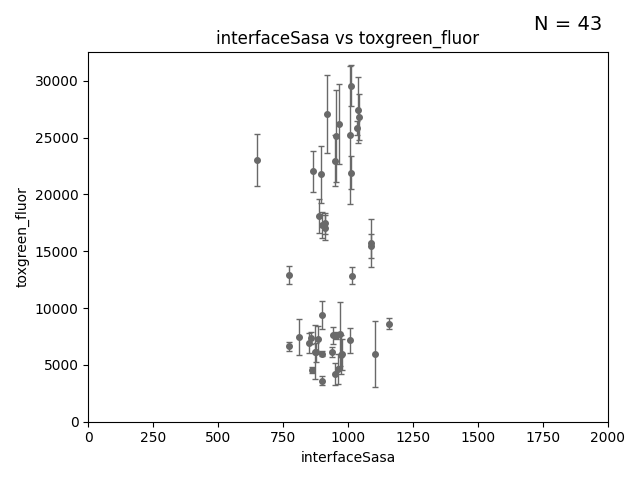 N = 43
interfaceSasa vs toxgreen_fluor
30000
25000
20000
15000
10000
5000
0
toxgreen_fluor
0 250 500 750 1000 1250 1500 1750 2000
interfaceSasa